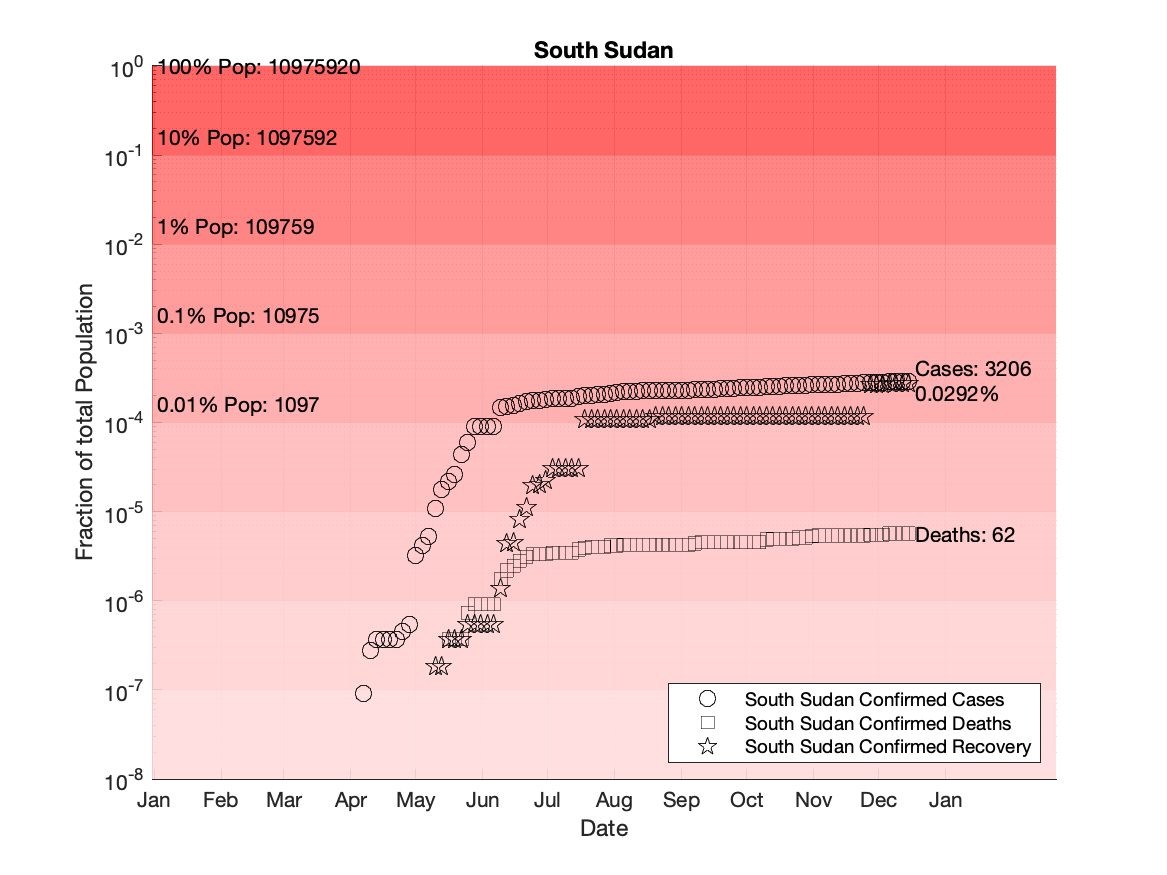 South Sudan
10^0
100% Pop: 10975920
10% Pop: 1097592
10^-1
1% Pop: 109759
10^-2
0.1% Pop: 10975
10^-3
Cases: 3206
0.0292%
0.01% Pop: 1097
10^-4
10^-5
Deaths: 62
10^-6
10^-7
10^-8
Fraction of total Population
South Sudan Confirmed Cases
South Sudan Confirmed Deaths
South Sudan Confirmed Recovery
Jan Feb Mar Apr May Jun Jul Aug Sep Oct Nov Dec Jan
Date